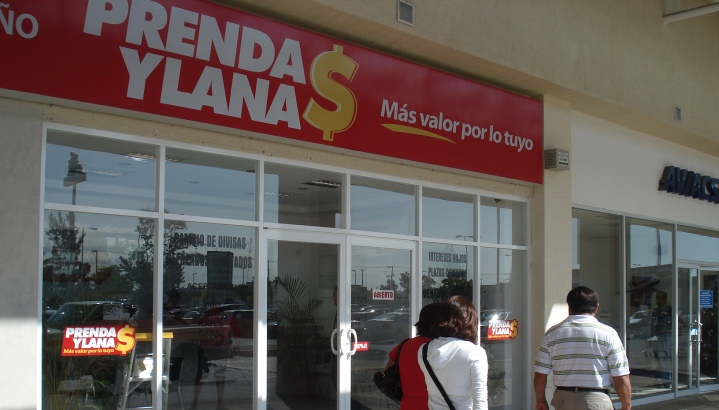 ÑO
PRENDA
YLANA$
Más valor por lo tuyo
CAMBIO DE DIVISAS
INTERESES BAJOS
PLAZOS
ABIERTO
PRENDA
YLANA$
Más valor por lo tuyo
PRENDA
YLANA$